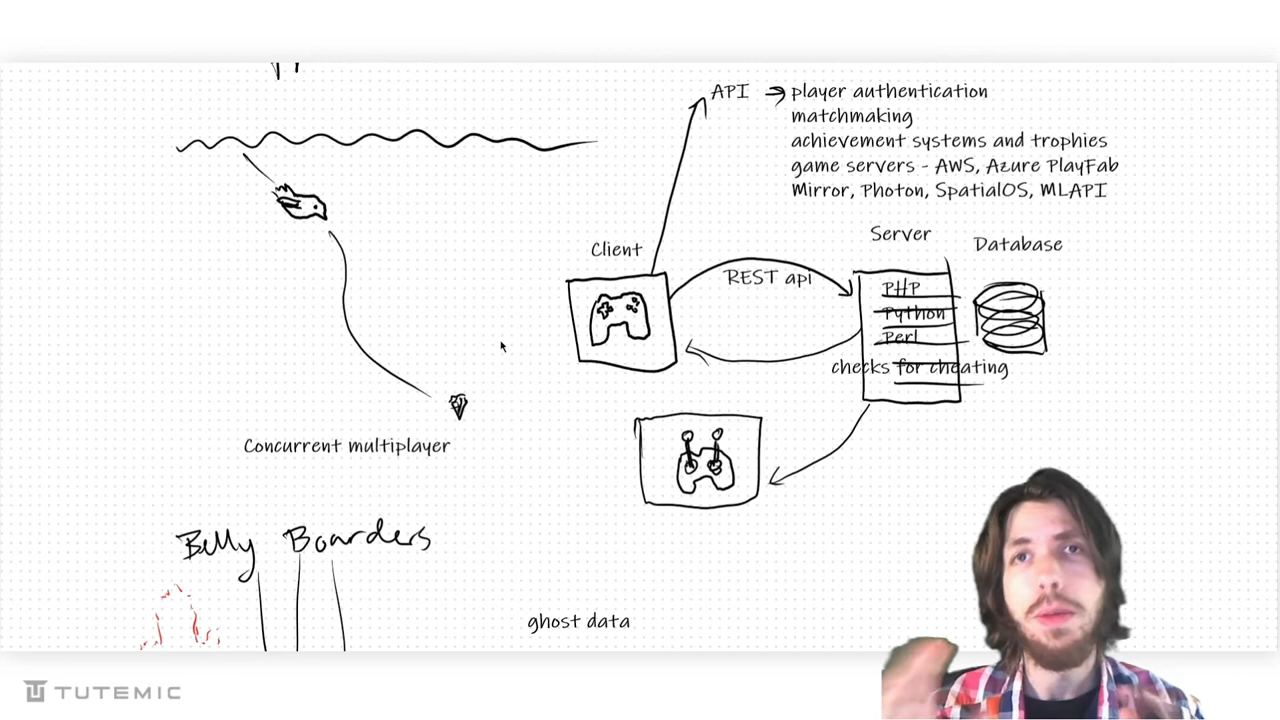 API → player authentication
matchmaking
achievement systems and trophies
game servers - AWS, Azure PlayFab
Mirror, Photon, SpatialOS, MLAPI
Client
Server
Database
REST api
PHP
Python
Perl
checks for cheating
Concurrent multiplayer
Belly Boarders
ghost data
TUTEMIC